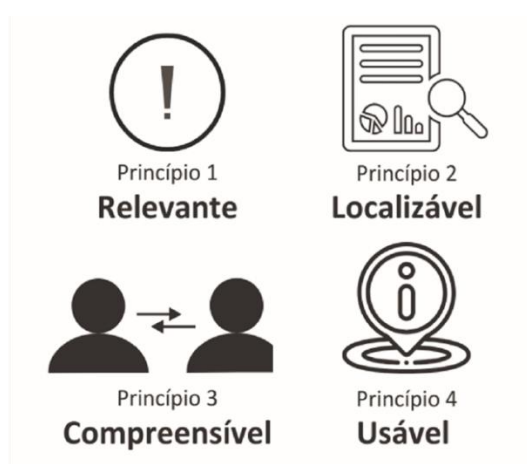 Princípio 1
Relevante
Princípio 2
Localizável
Princípio 3
Compreensível
Princípio 4
Usável